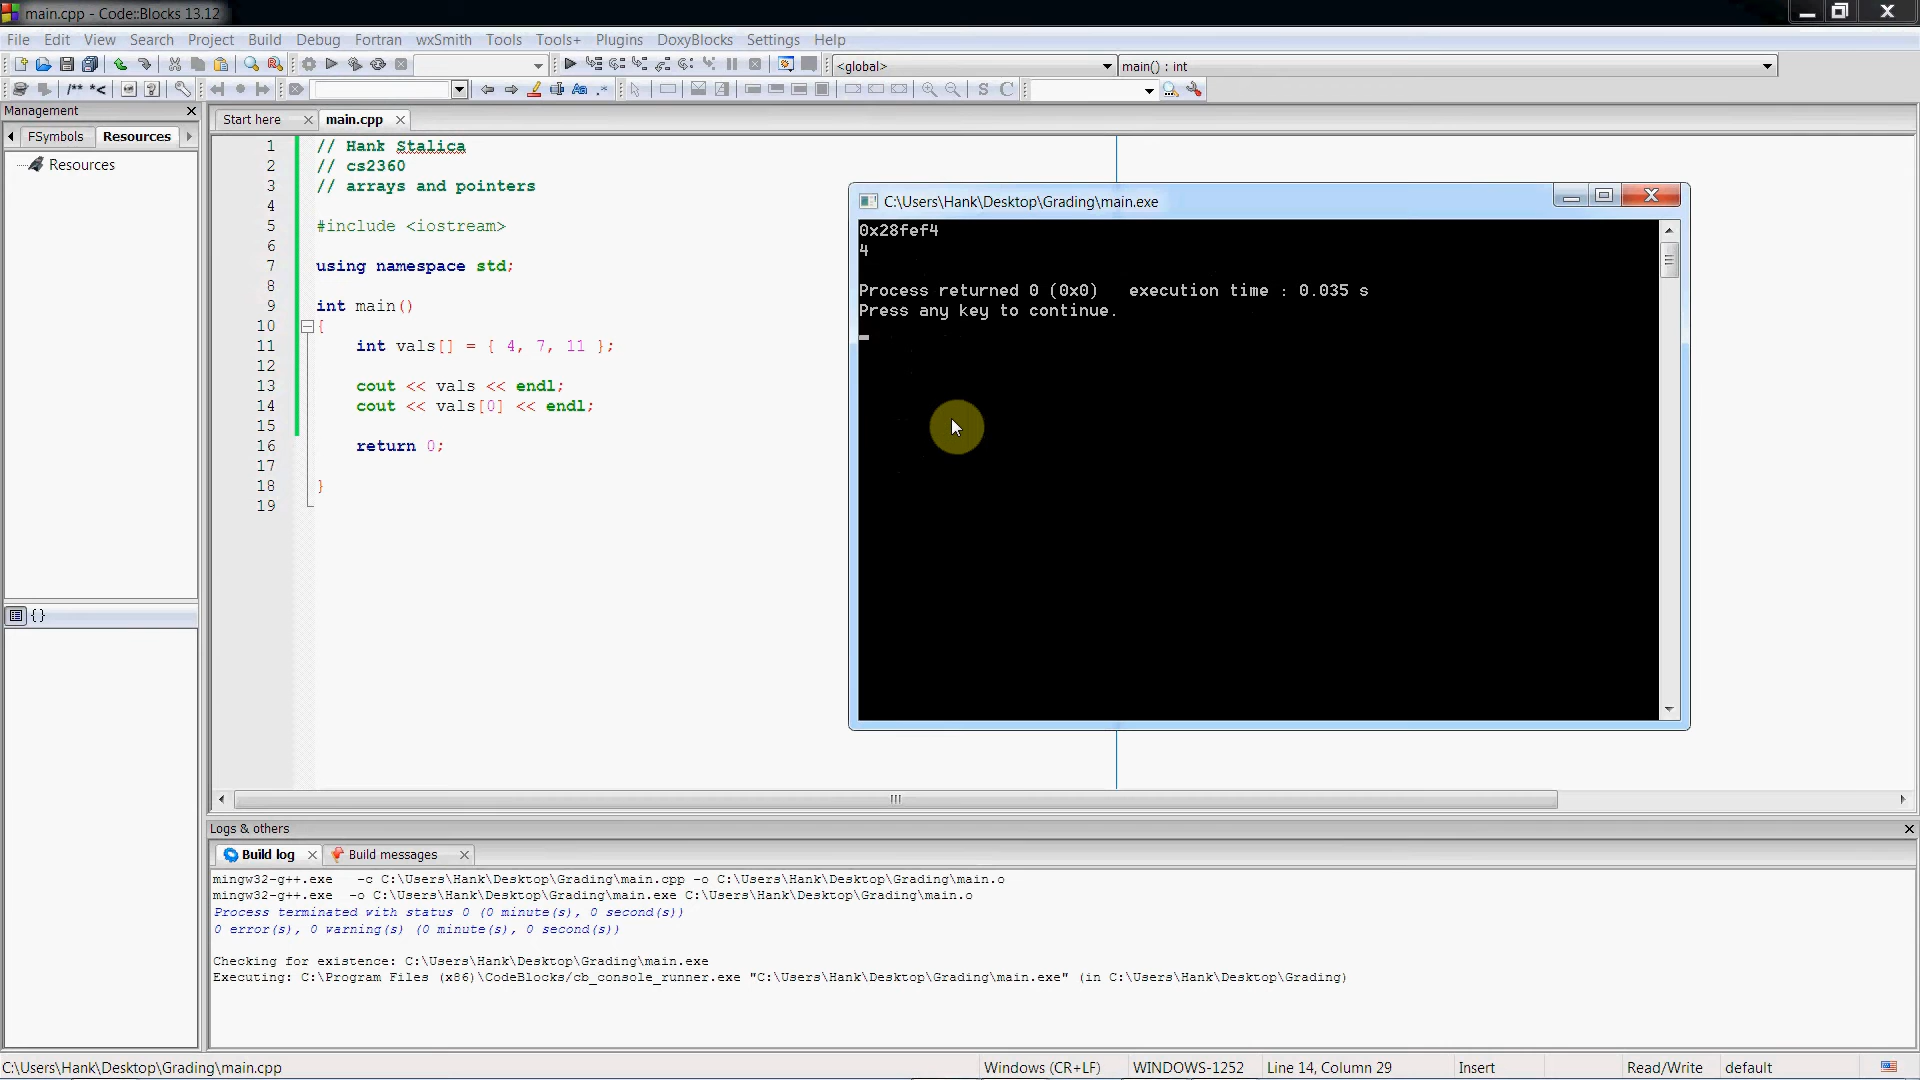 main.cpp - Code::Blocks 13.12
File Edit View Search Project Build Debug Fortran wxSmith Tools Tools+ Plugins DoxyBlocks Settings Help
<global> main() : int
/** *<
S C
Management
Start here main.cpp
FSymbols Resources
Resources
1 // Hank Stalica
2 // cs2360
3 // arrays and pointers
4
5 #include <iostream>
6
7 using namespace std;
8
9 int main()
10 {
11 int vals[] = { 4, 7, 11 };
12
13 cout << vals << endl;
14 cout << vals[0] << endl;
15
16 return 0;
17
18 }
19
C:\Users\Hank\Desktop\Grading\main.exe
0x28fef4
4
Process returned 0 (0x0) execution time : 0.035 s
Press any key to continue.
{}
Logs & others
Build log Build messages
mingw32-g++.exe -c C:\Users\Hank\Desktop\Grading\main.cpp -o C:\Users\Hank\Desktop\Grading\main.o
mingw32-g++.exe -o C:\Users\Hank\Desktop\Grading\main.exe C:\Users\Hank\Desktop\Grading\main.o
Process terminated with status 0 (0 minute(s), 0 second(s))
0 error(s), 0 warning(s) (0 minute(s), 0 second(s))
Checking for existence: C:\Users\Hank\Desktop\Grading\main.exe
Executing: C:\Program Files (x86)\CodeBlocks/cb_console_runner.exe "C:\Users\Hank\Desktop\Grading\main.exe" (in C:\Users\Hank\Desktop\Grading)
C:\Users\Hank\Desktop\Grading\main.cpp Windows (CR+LF) WINDOWS-1252 Line 14, Column 29 Insert Read/Write default